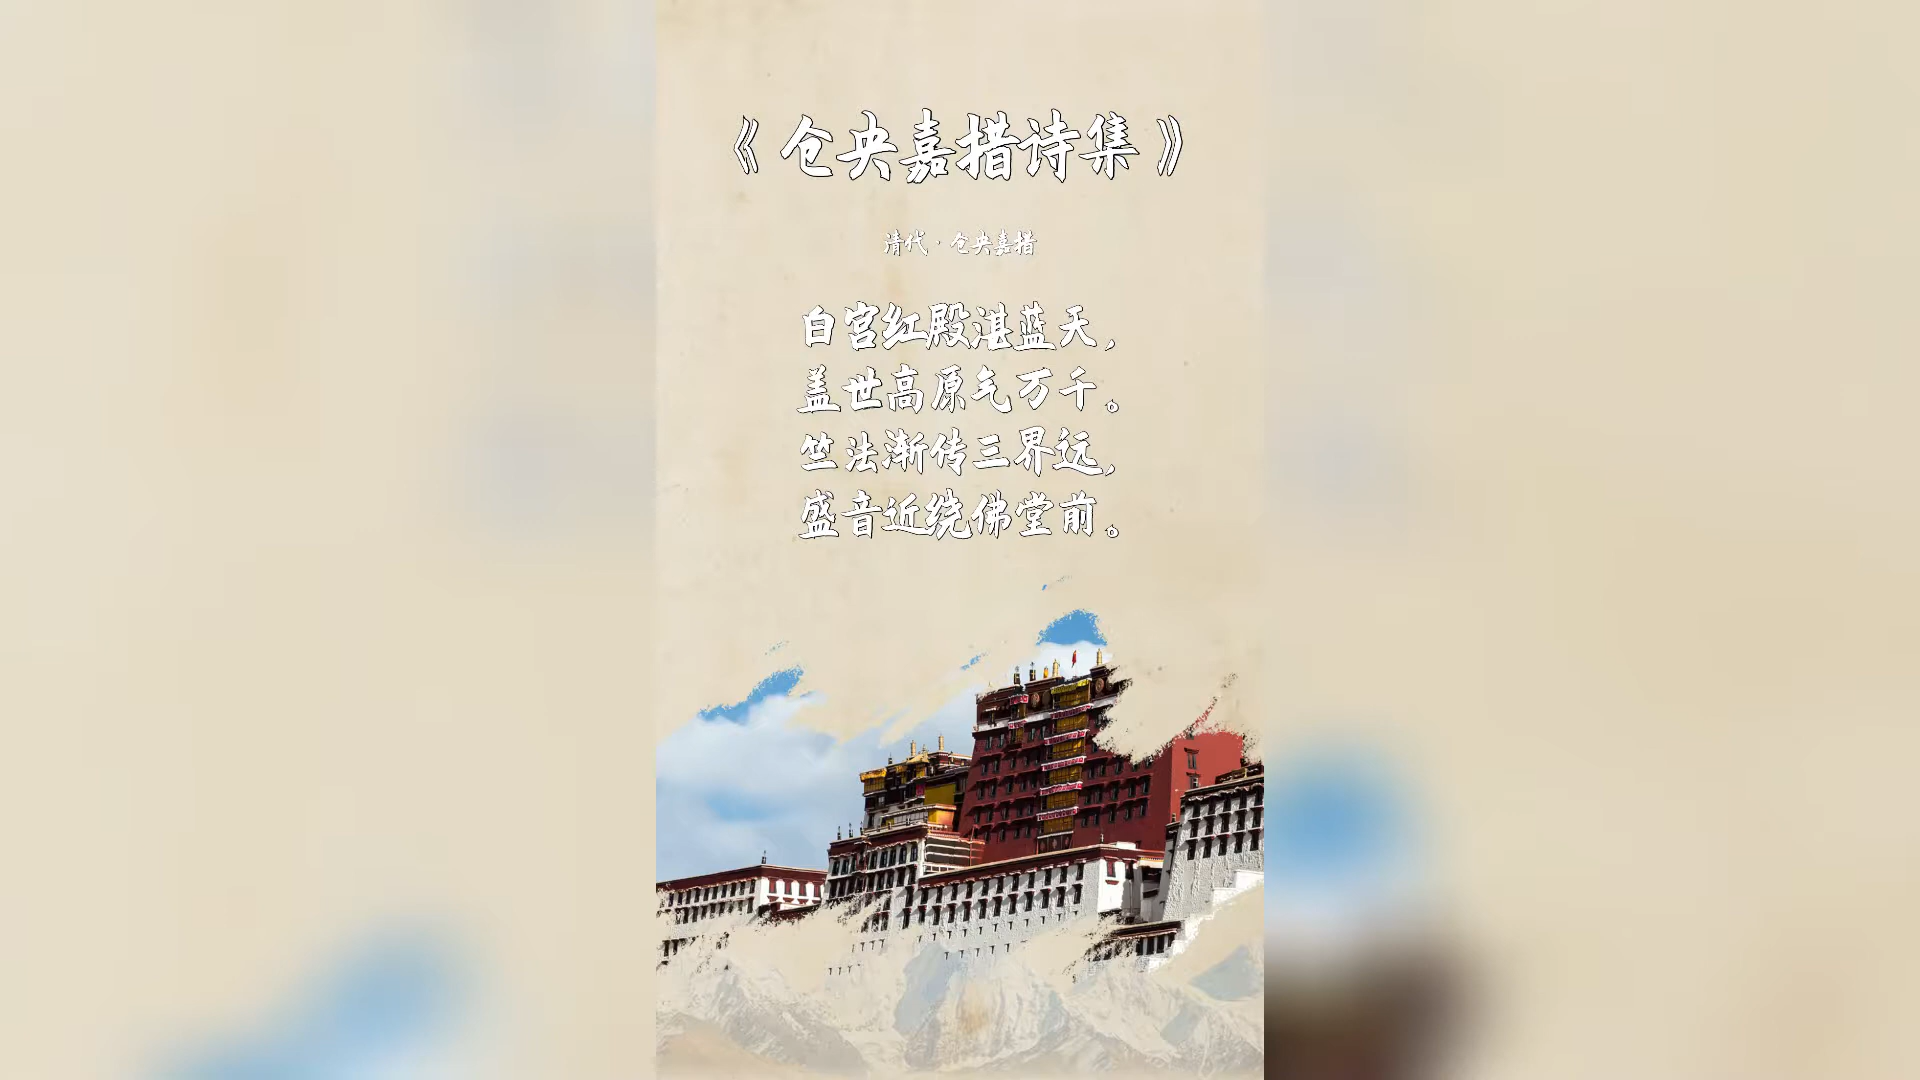 《仓央嘉措诗集》
清代·仓央嘉措
白宫红殿湛蓝天，
盖世高原气万千。
竺法渐传三界远，
盛音近绕佛堂前。